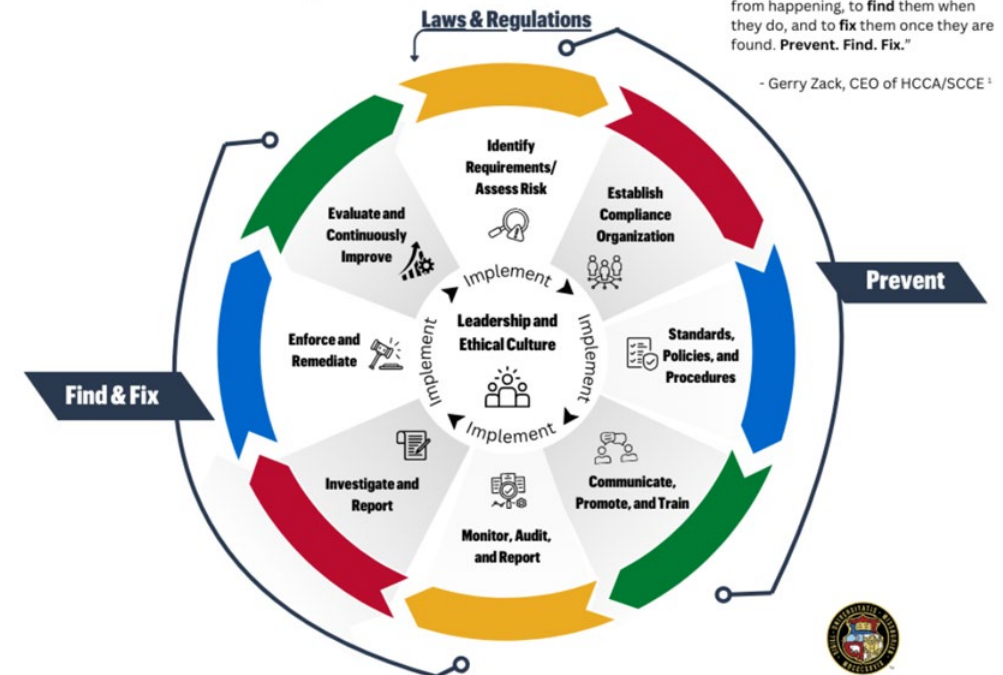 from happening, to find them when
they do, and to fix them once they are
found. Prevent. Find. Fix."
- Gerry Zack, CEO of HCCA/SCCE ¹
Laws & Regulations
Identify
Requirements/
Assess Risk
Establish
Compliance
Organization
Standards,
Policies, and
Procedures
Communicate,
Promote, and Train
Monitor, Audit,
and Report
Investigate and
Report
Enforce and
Remediate
Evaluate and
Continuously
Improve
Implement
Implement
Implement
Implement
Leadership and
Ethical Culture
Prevent
Find & Fix